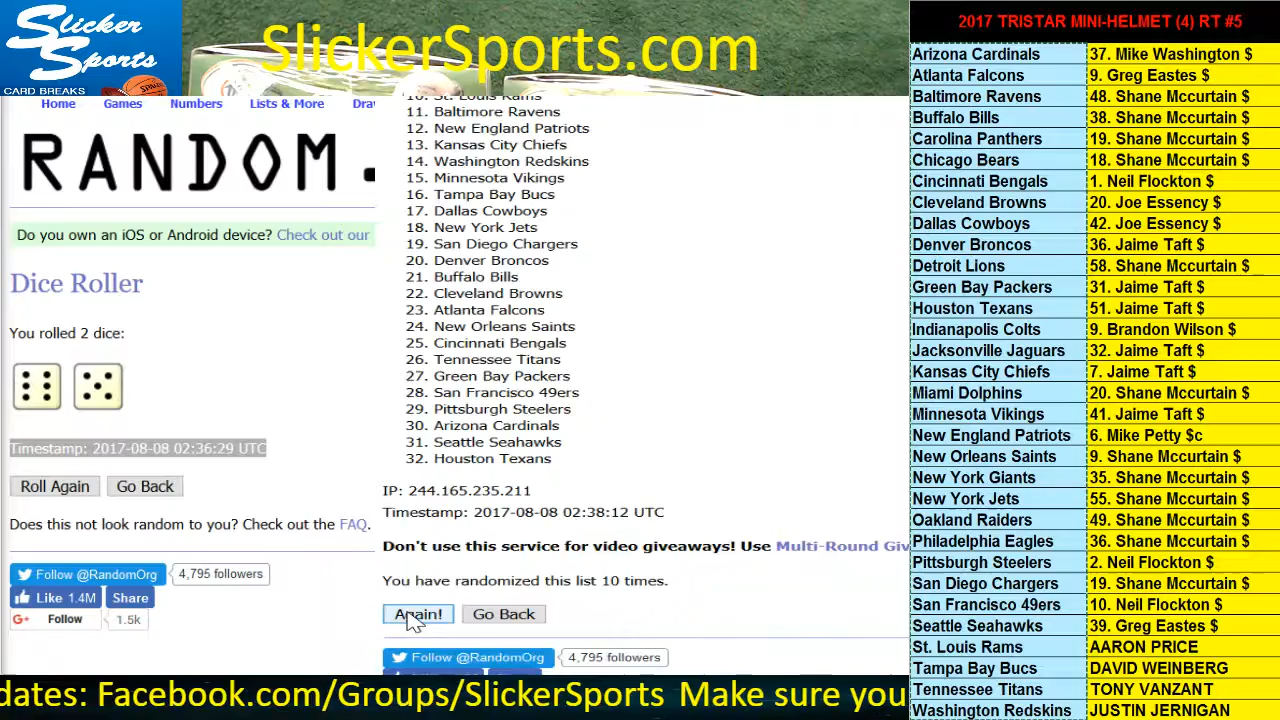 Slicker
Sports
CARD BREAKS
SlickerSports.com
Home Games Numbers Lists & More Dra
RANDOM.
Do you own an iOS or Android device? Check out our
Dice Roller
You rolled 2 dice:
Timestamp: 2017-08-08 02:36:29 UTC
Roll Again Go Back
Does this not look random to you? Check out the FAQ.
Follow @RandomOrg 4,795 followers
Like 1.4M Share
G+ Follow 1.5k
10. St. Louis Rams
11. Baltimore Ravens
12. New England Patriots
13. Kansas City Chiefs
14. Washington Redskins
15. Minnesota Vikings
16. Tampa Bay Bucs
17. Dallas Cowboys
18. New York Jets
19. San Diego Chargers
20. Denver Broncos
21. Buffalo Bills
22. Cleveland Browns
23. Atlanta Falcons
24. New Orleans Saints
25. Cincinnati Bengals
26. Tennessee Titans
27. Green Bay Packers
28. San Francisco 49ers
29. Pittsburgh Steelers
30. Arizona Cardinals
31. Seattle Seahawks
32. Houston Texans
IP: 244.165.235.211
Timestamp: 2017-08-08 02:38:12 UTC
Don't use this service for video giveaways! Use Multi-Round Giv
You have randomized this list 10 times.
Again! Go Back
Follow @RandomOrg 4,795 followers
2017 TRISTAR MINI-HELMET (4) RT #5
Arizona Cardinals 37. Mike Washington $
Atlanta Falcons 9. Greg Eastes $
Baltimore Ravens 48. Shane Mccurtain $
Buffalo Bills 38. Shane Mccurtain $
Carolina Panthers 19. Shane Mccurtain $
Chicago Bears 18. Shane Mccurtain $
Cincinnati Bengals 1. Neil Flockton $
Cleveland Browns 20. Joe Essency $
Dallas Cowboys 42. Joe Essency $
Denver Broncos 36. Jaime Taft $
Detroit Lions 58. Shane Mccurtain $
Green Bay Packers 31. Jaime Taft $
Houston Texans 51. Jaime Taft $
Indianapolis Colts 9. Brandon Wilson $
Jacksonville Jaguars 32. Jaime Taft $
Kansas City Chiefs 7. Jaime Taft $
Miami Dolphins 20. Shane Mccurtain $
Minnesota Vikings 41. Jaime Taft $
New England Patriots 6. Mike Petty $c
New Orleans Saints 9. Shane Mccurtain $
New York Giants 35. Shane Mccurtain $
New York Jets 55. Shane Mccurtain $
Oakland Raiders 49. Shane Mccurtain $
Philadelphia Eagles 36. Shane Mccurtain $
Pittsburgh Steelers 2. Neil Flockton $
San Diego Chargers 19. Shane Mccurtain $
San Francisco 49ers 10. Neil Flockton $
Seattle Seahawks 39. Greg Eastes $
St. Louis Rams AARON PRICE
Tampa Bay Bucs DAVID WEINBERG
Tennessee Titans TONY VANZANT
Washington Redskins JUSTIN JERNIGAN
dates: Facebook.com/Groups/SlickerSports Make sure you